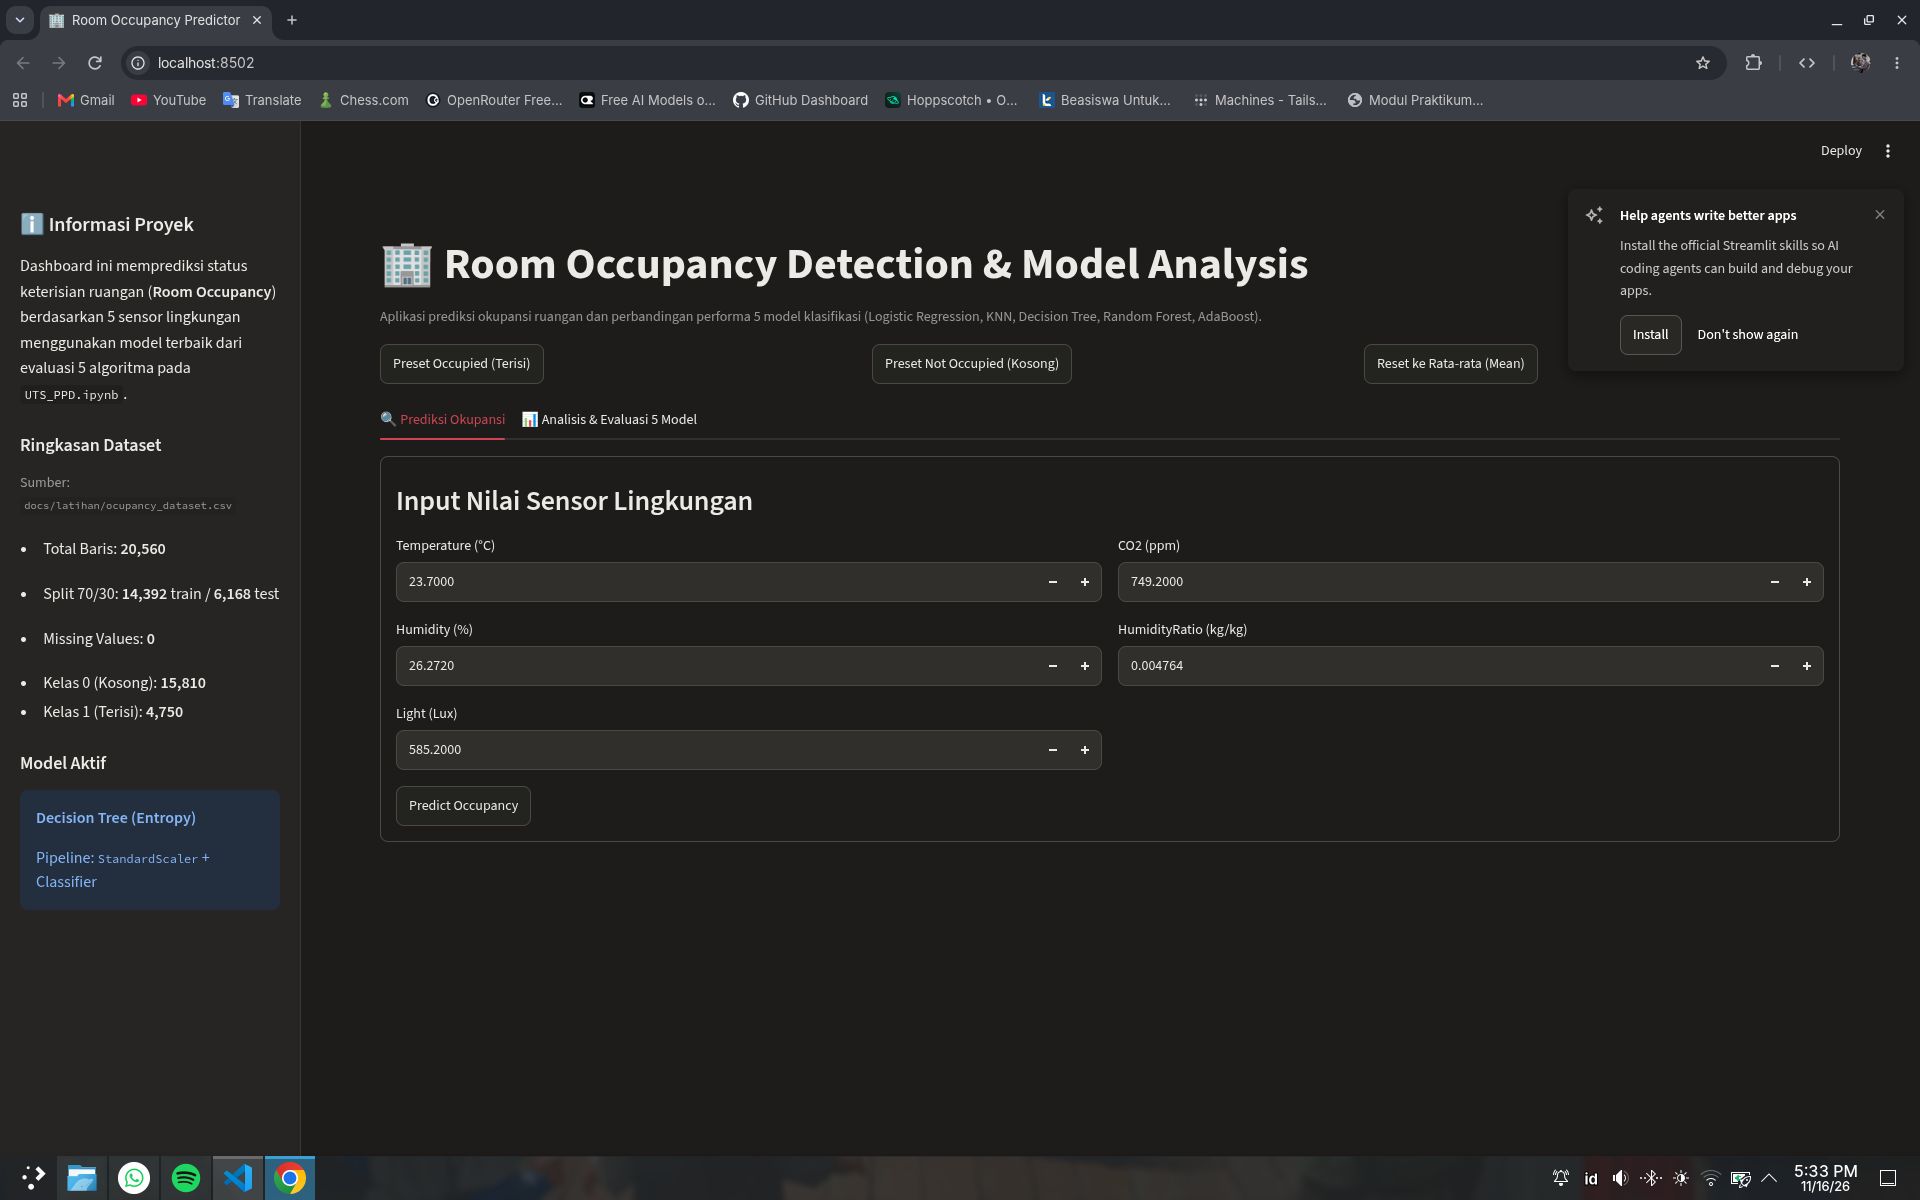 Room Occupancy Predictor
localhost:8502
Gmail
YouTube
Translate
Chess.com
OpenRouter Free...
Free AI Models o...
GitHub Dashboard
Hoppscotch • O...
Beasiswa Untuk...
Machines - Tails...
Modul Praktikum...
Deploy
Informasi Proyek
Dashboard ini memprediksi status
keterisian ruangan (Room Occupancy)
berdasarkan 5 sensor lingkungan
menggunakan model terbaik dari
evaluasi 5 algoritma pada
UTS_PPD.ipynb .
Ringkasan Dataset
Sumber:
docs/latihan/ocupancy_dataset.csv
• Total Baris: 20,560
• Split 70/30: 14,392 train / 6,168 test
• Missing Values: 0
• Kelas 0 (Kosong): 15,810
• Kelas 1 (Terisi): 4,750
Model Aktif
Decision Tree (Entropy)
Pipeline: StandardScaler +
Classifier
Room Occupancy Detection & Model Analysis
Aplikasi prediksi okupansi ruangan dan perbandingan performa 5 model klasifikasi (Logistic Regression, KNN, Decision Tree, Random Forest, AdaBoost).
Preset Occupied (Terisi)
Preset Not Occupied (Kosong)
Reset ke Rata-rata (Mean)
Prediksi Okupansi
Analisis & Evaluasi 5 Model
Input Nilai Sensor Lingkungan
Temperature (°C)
23.7000
CO2 (ppm)
749.2000
Humidity (%)
26.2720
HumidityRatio (kg/kg)
0.004764
Light (Lux)
585.2000
Predict Occupancy
Help agents write better apps
Install the official Streamlit skills so AI
coding agents can build and debug your
apps.
Install
Don't show again
id
5:33 PM
11/16/26